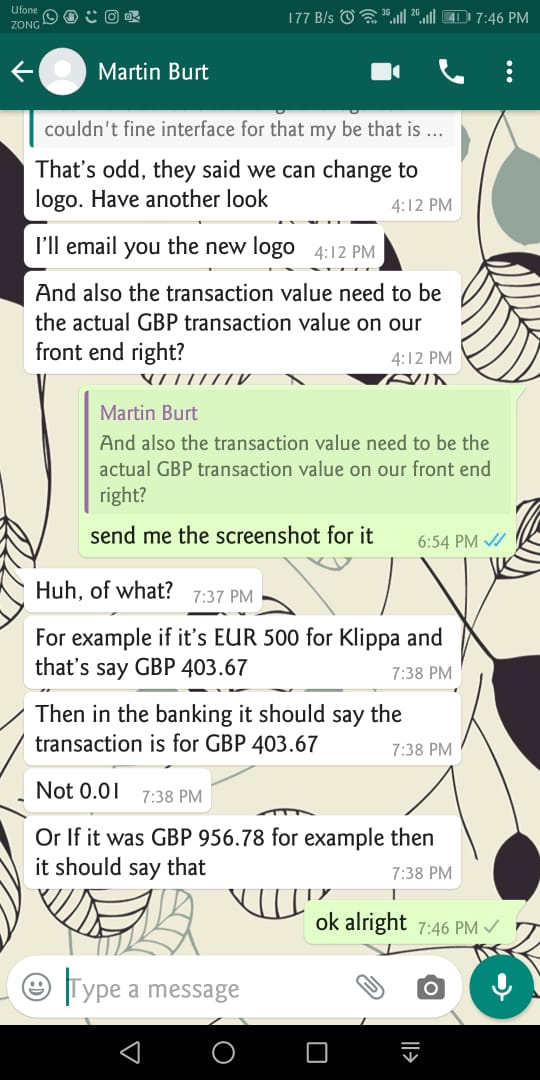 Ufone
ZONG
177 B/s 3G 2G 41 7:46 PM
Martin Burt
couldn't fine interface for that my be that is ...
That's odd, they said we can change to
logo. Have another look 4:12 PM
I'll email you the new logo 4:12 PM
And also the transaction value need to be
the actual GBP transaction value on our
front end right? 4:12 PM
Martin Burt
And also the transaction value need to be the
actual GBP transaction value on our front end
right?
send me the screenshot for it 6:54 PM
Huh, of what? 7:37 PM
For example if it's EUR 500 for Klippa and
that's say GBP 403.67 7:38 PM
Then in the banking it should say the
transaction is for GBP 403.67 7:38 PM
Not 0.01 7:38 PM
Or If it was GBP 956.78 for example then
it should say that 7:38 PM
ok alright 7:46 PM
Type a message